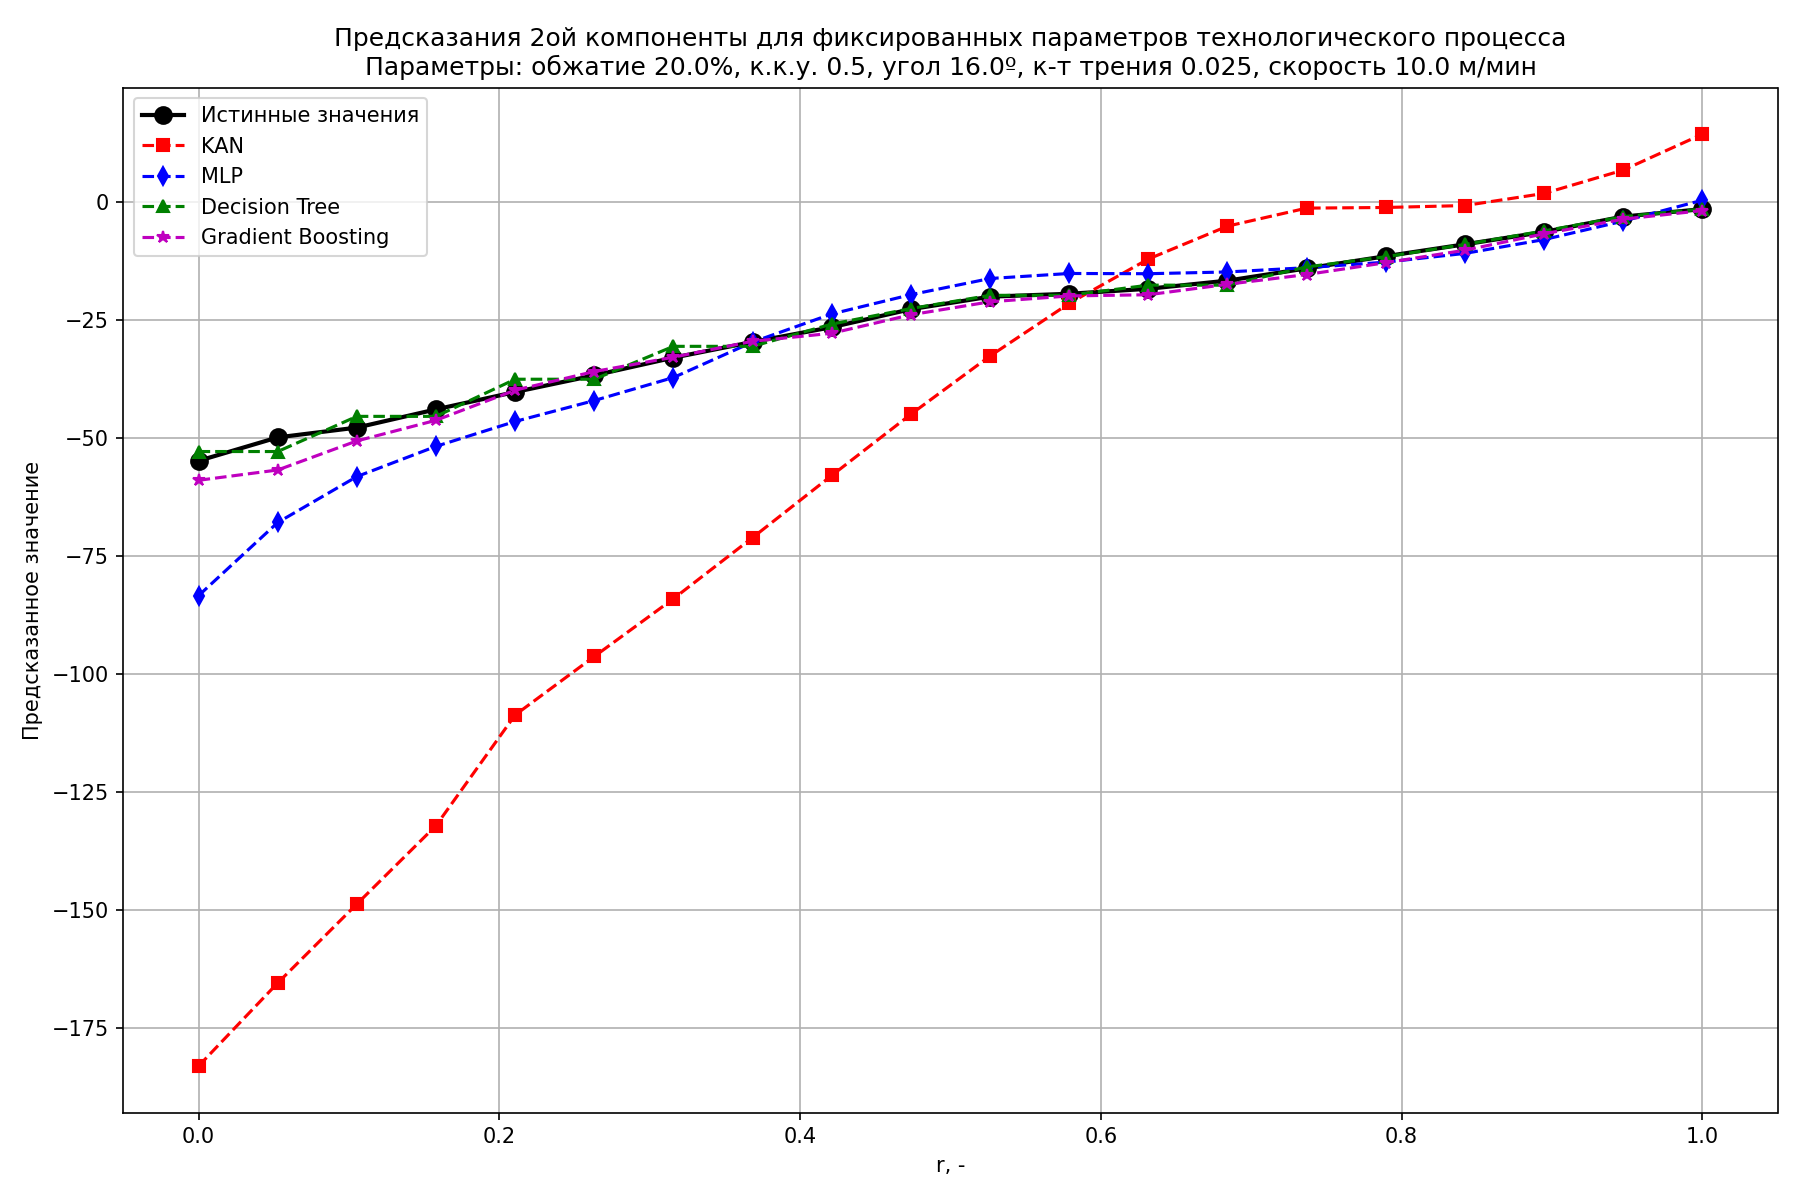 Предсказания 2ой компоненты для фиксированных параметров технологического процесса
Параметры: обжатие 20.0%, к.к.у. 0.5, угол 16.0º, к-т трения 0.025, скорость 10.0 м/мин
Истинные значения
KAN
MLP
Decision Tree
Gradient Boosting
Предсказанное значение
0
−25
−50
−75
−100
−125
−150
−175
0.0 0.2 0.4 0.6 0.8 1.0
r, -